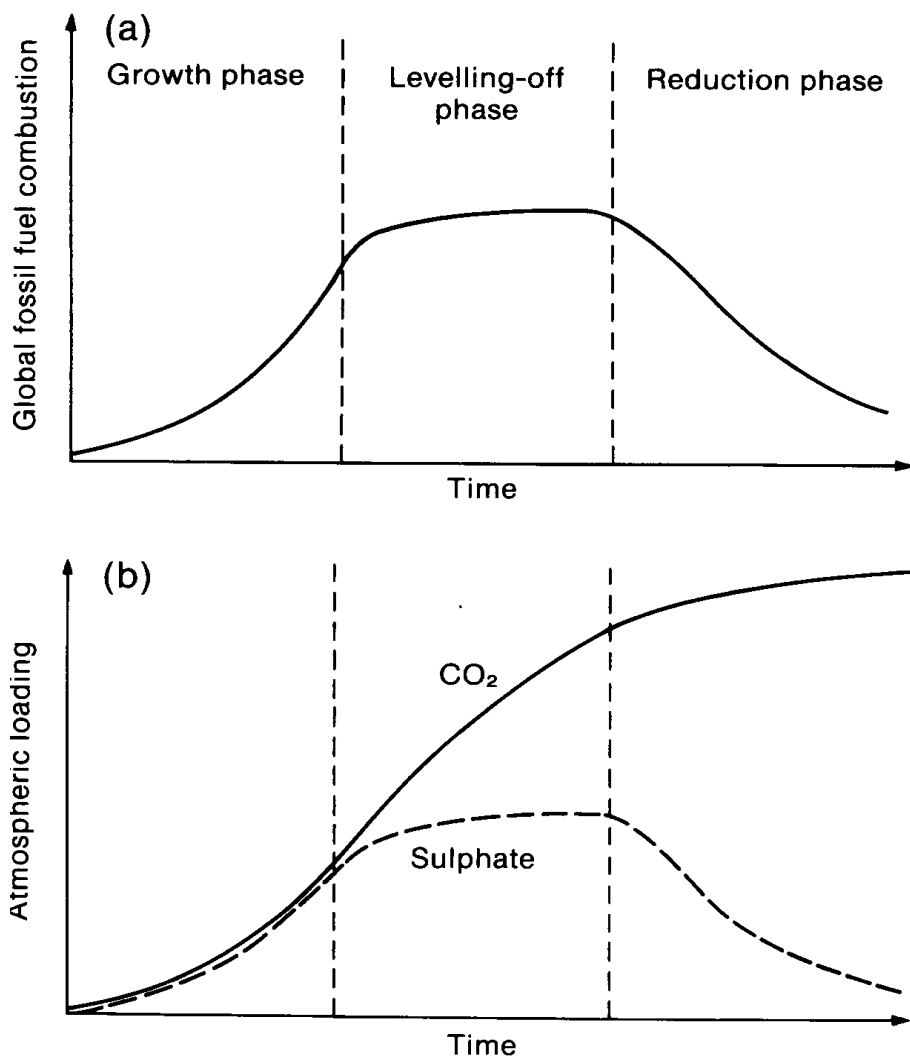 (a)
Growth phase
Levelling-off
phase
Reduction phase
Global fossil fuel combustion
Time
(b)
CO₂
Sulphate
Atmospheric loading
Time